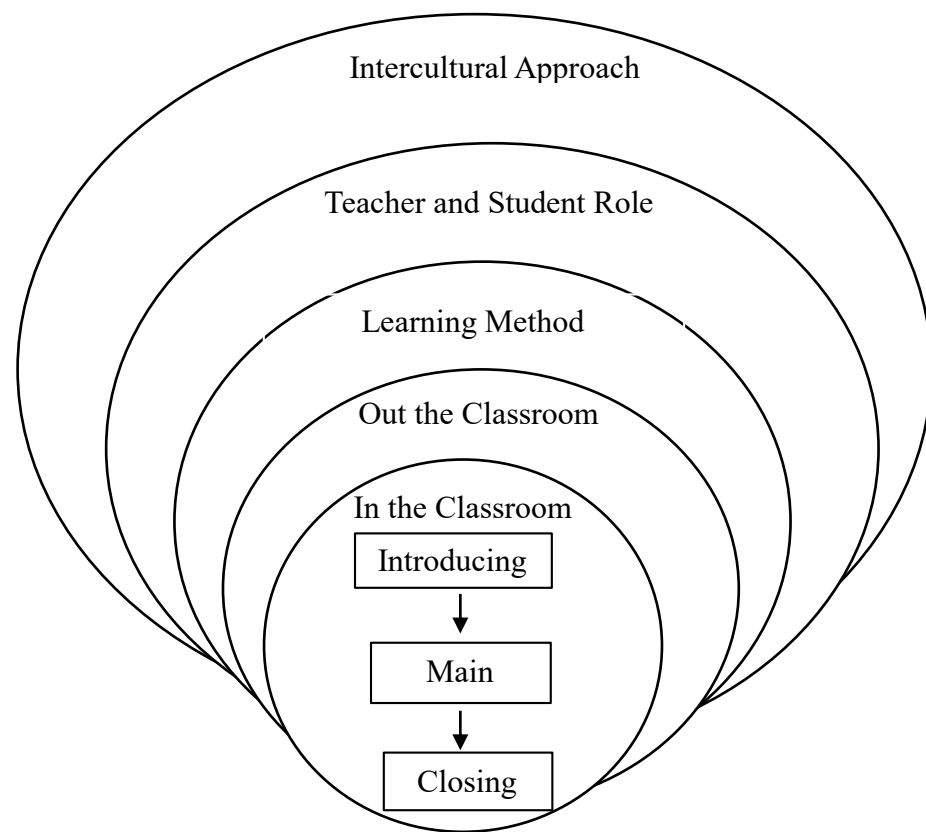 Intercultural Approach
Teacher and Student Role
Learning Method
Out the Classroom
In the Classroom
Introducing
Main
Closing